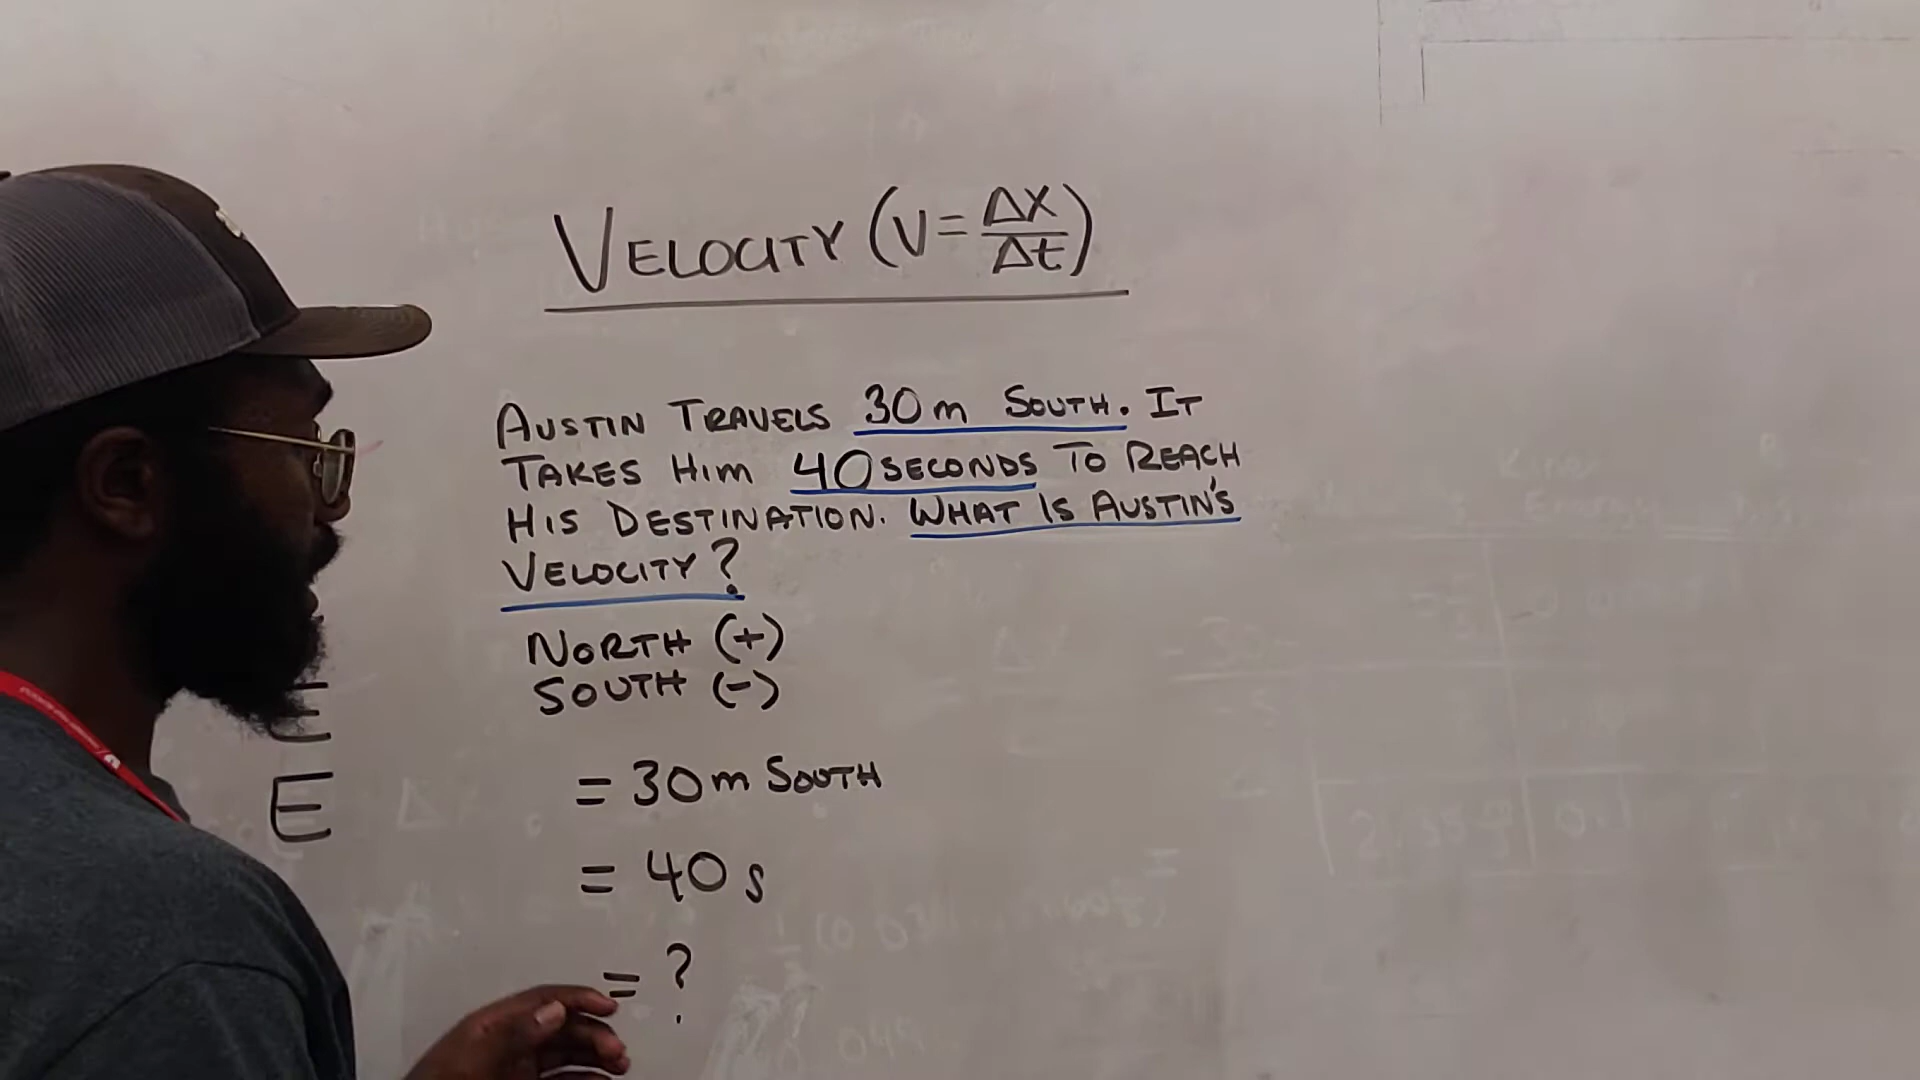 VELOCITY (V = ΔX/Δt)
AUSTIN TRAVELS 30m SOUTH. IT
TAKES HIM 40 SECONDS TO REACH
HIS DESTINATION. WHAT IS AUSTIN'S
VELOCITY?
NORTH (+)
SOUTH (-)
= 30m SOUTH
E
= 40 s
= ?